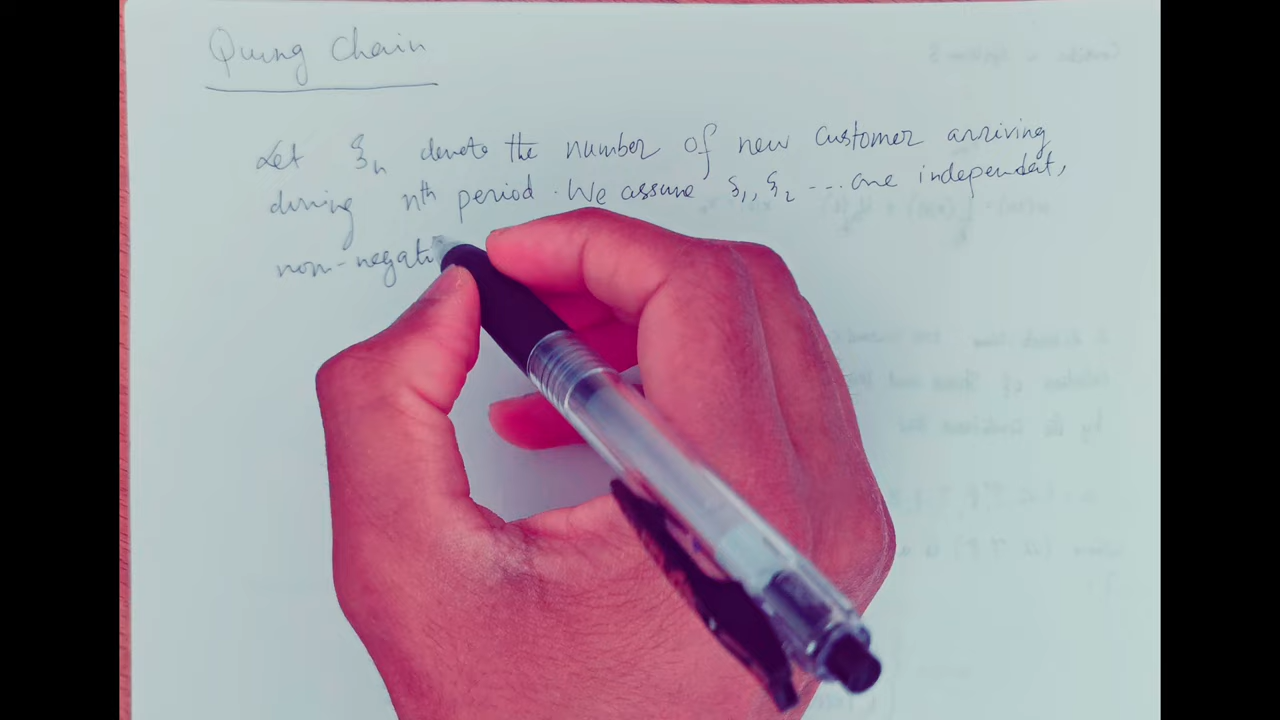 Quing Chain
Let ξₙ denote the number of new customer arriving
during nth period. We assume ξ₁, ξ₂ --- are independent,
non-negati